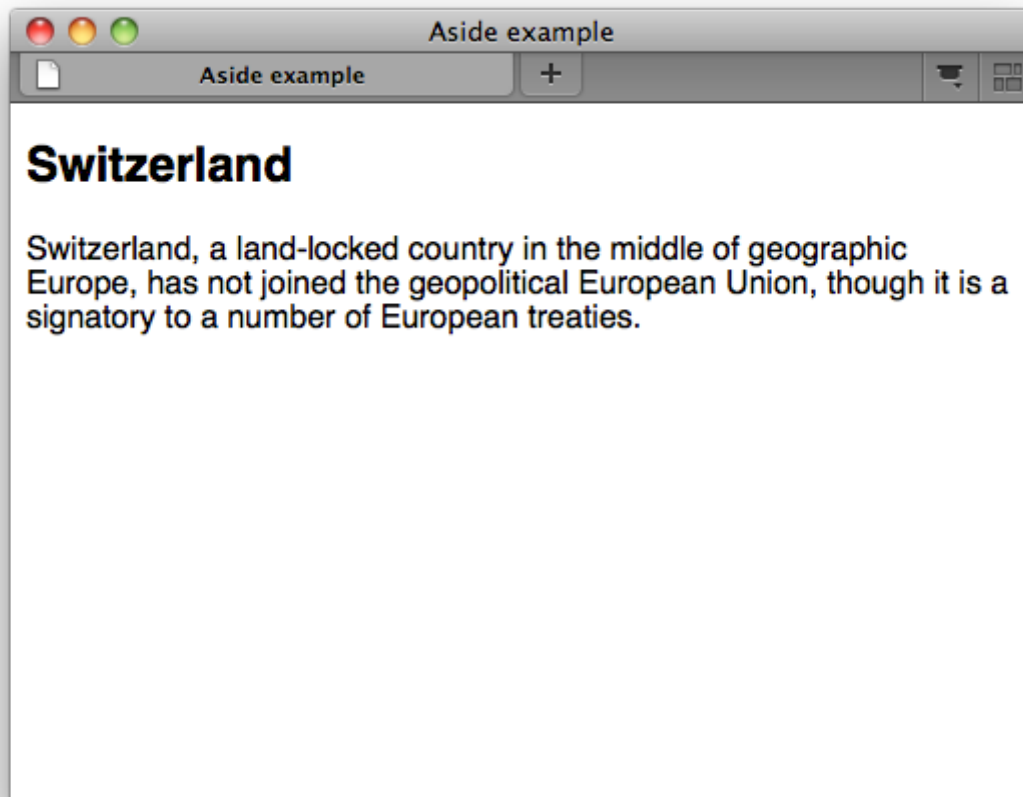 Aside example
Aside example
Switzerland
Switzerland, a land-locked country in the middle of geographic
Europe, has not joined the geopolitical European Union, though it is a
signatory to a number of European treaties.